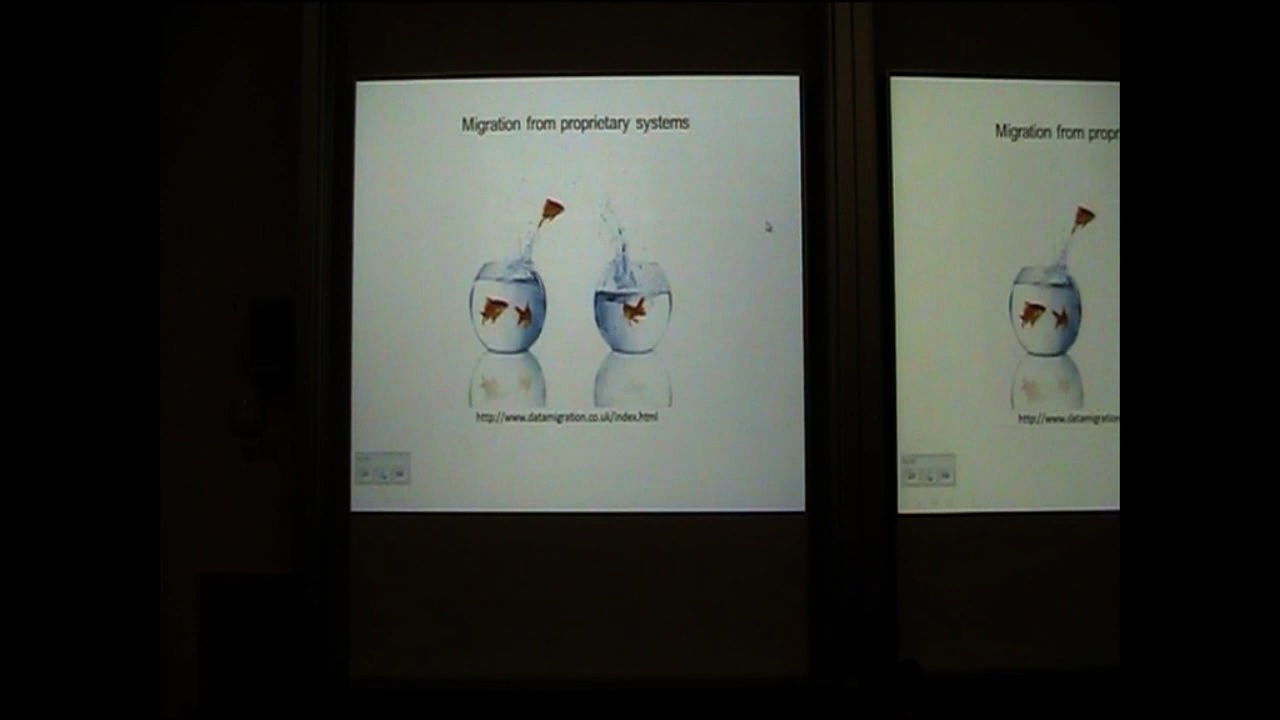 Migration from proprietary systems
http://www.datamigration.co.uk/index.html
Migration from propr
http://www.datamigration